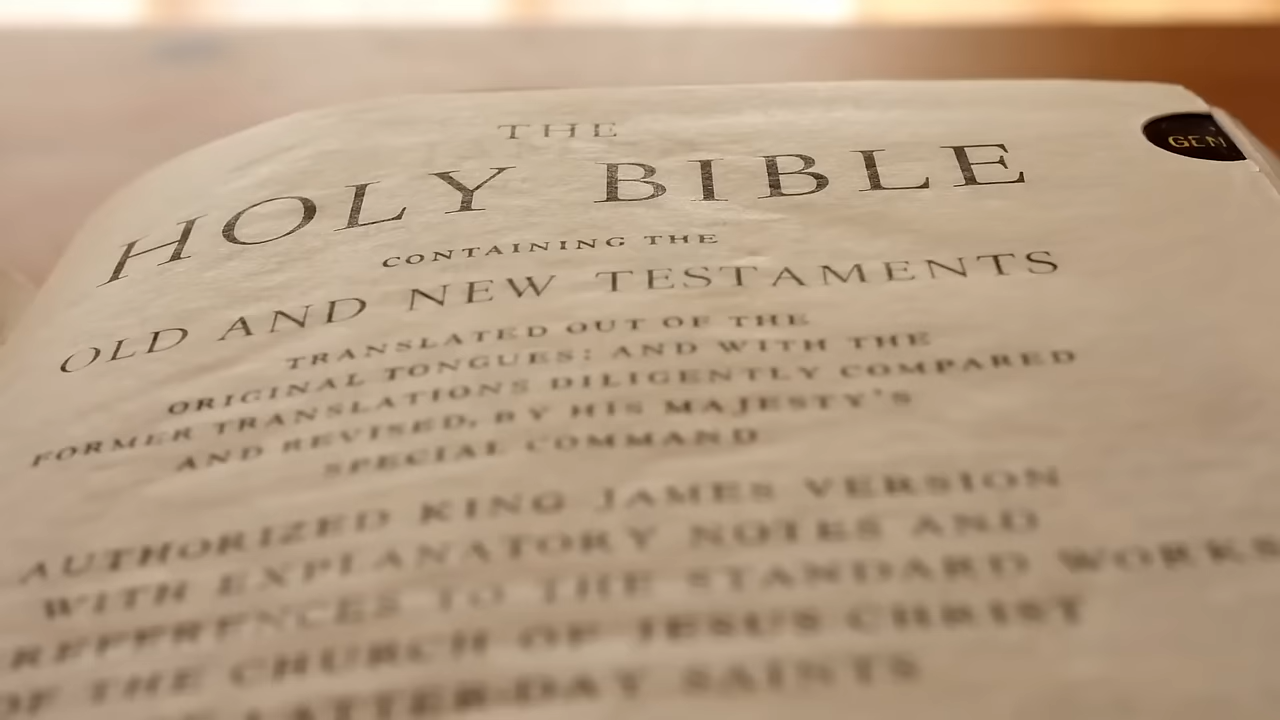 THE
GEN
HOLY BIBLE
CONTAINING THE
OLD AND NEW TESTAMENTS
TRANSLATED OUT OF THE
ORIGINAL TONGUES: AND WITH THE
FORMER TRANSLATIONS DILIGENTLY COMPARED
AND REVISED, BY HIS MAJESTY'S
SPECIAL COMMAND
AUTHORIZED KING JAMES VERSION
WITH EXPLANATORY NOTES AND
REFERENCES TO THE STANDARD WORKS
OF THE CHURCH OF JESUS CHRIST
OF LATTER-DAY SAINTS